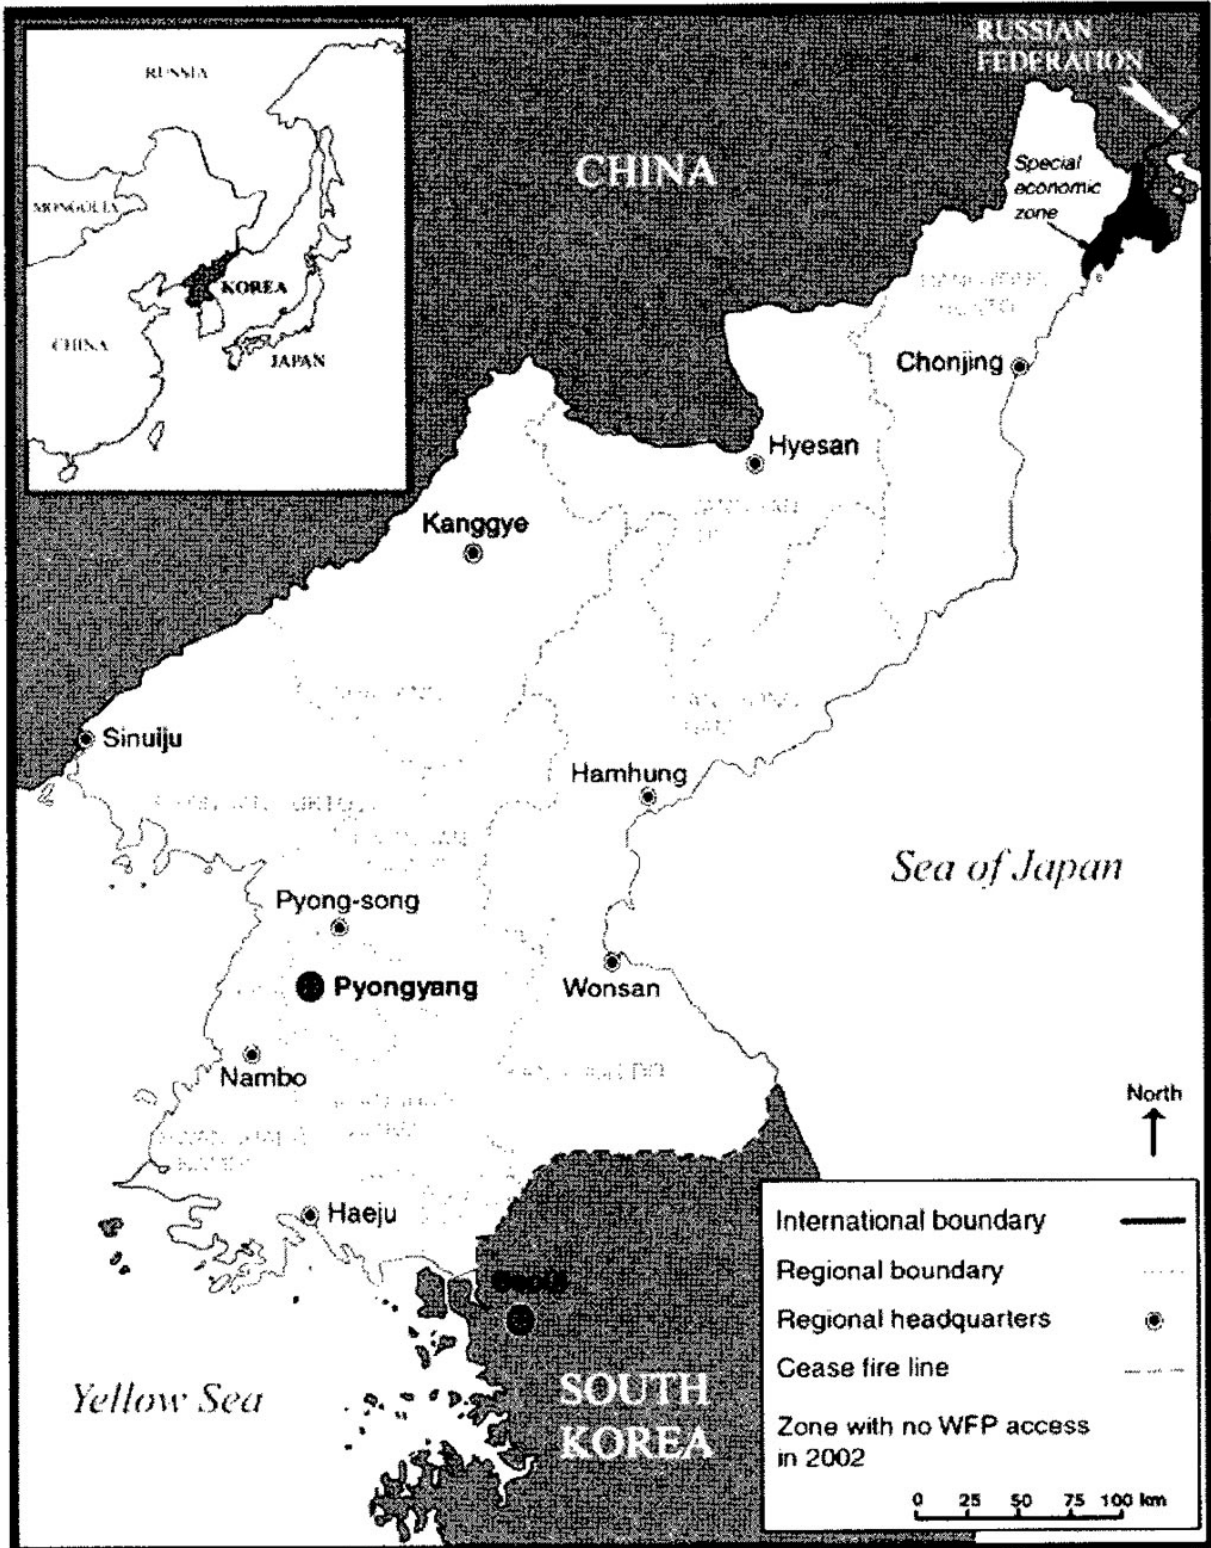 RUSSIA
MONGOLIA
KOREA
CHINA
JAPAN
RUSSIAN
FEDERATION
CHINA
Special
economic
zone
Chonjing
Hyesan
Kanggye
Sinuiju
Hamhung
Sea of Japan
Pyong-song
Pyongyang
Wonsan
Nambo
Haeju
Yellow Sea
SOUTH
KOREA
North
International boundary
Regional boundary
Regional headquarters
Cease fire line
Zone with no WFP access
in 2002
0 25 50 75 100 km